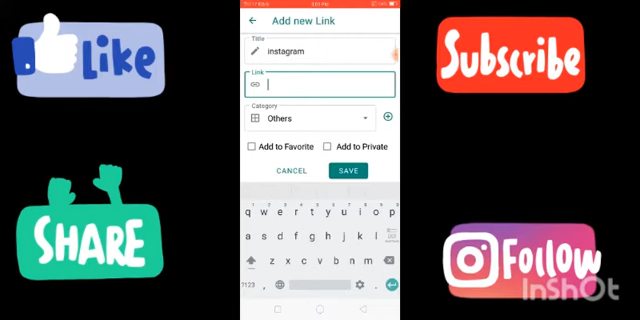 Like
SHARE
Subscribe
Follow
InShOt
Add new Link
Title
instagram
Link
Category
Others
Add to Favorite
Add to Private
CANCEL
SAVE
q w e r t y u i o p
a s d f g h j k l
z x c v b n m
?123 , .